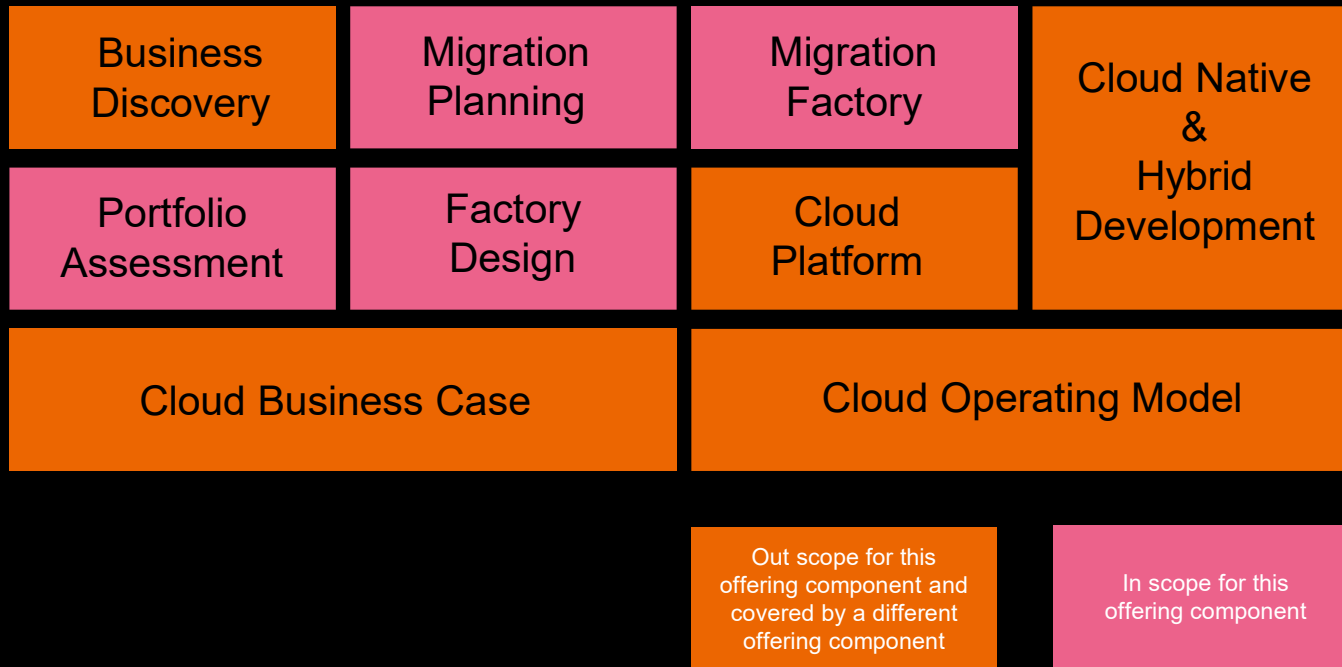 Business
Discovery
Migration
Planning
Migration
Factory
Cloud Native
&
Hybrid
Development
Portfolio
Assessment
Factory
Design
Cloud
Platform
Cloud Business Case
Cloud Operating Model
Out scope for this
offering component and
covered by a different
offering component
In scope for this
offering component